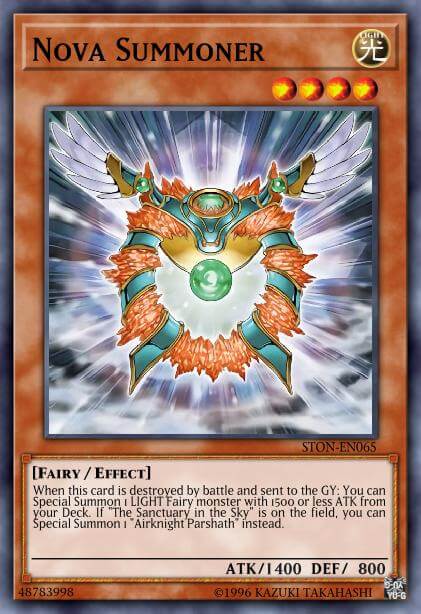 NOVA SUMMONER
LIGHT
光
STON-EN065
[FAIRY / EFFECT]
When this card is destroyed by battle and sent to the GY: You can
Special Summon 1 LIGHT Fairy monster with 1500 or less ATK from
your Deck. If "The Sanctuary in the Sky" is on the field, you can
Special Summon 1 "Airknight Parshath" instead.
ATK/1400 DEF/ 800
48783998
©1996 KAZUKI TAKAHASHI